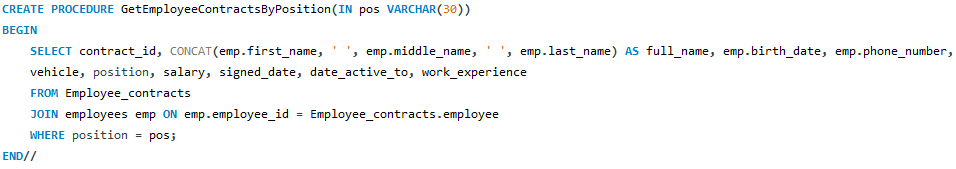 CREATE PROCEDURE GetEmployeeContractsByPosition(IN pos VARCHAR(30))
BEGIN
    SELECT contract_id, CONCAT(emp.first_name, ' ', emp.middle_name, ' ', emp.last_name) AS full_name, emp.birth_date, emp.phone_number,
    vehicle, position, salary, signed_date, date_active_to, work_experience
    FROM Employee_contracts
    JOIN employees emp ON emp.employee_id = Employee_contracts.employee
    WHERE position = pos;
END//